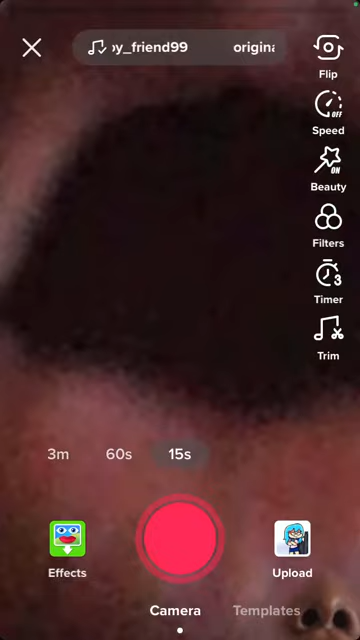 y_friend99 origina
Flip
Speed
OFF
Beauty
ON
Filters
Timer
3
Trim
3m 60s 15s
Effects
Upload
Camera Templates